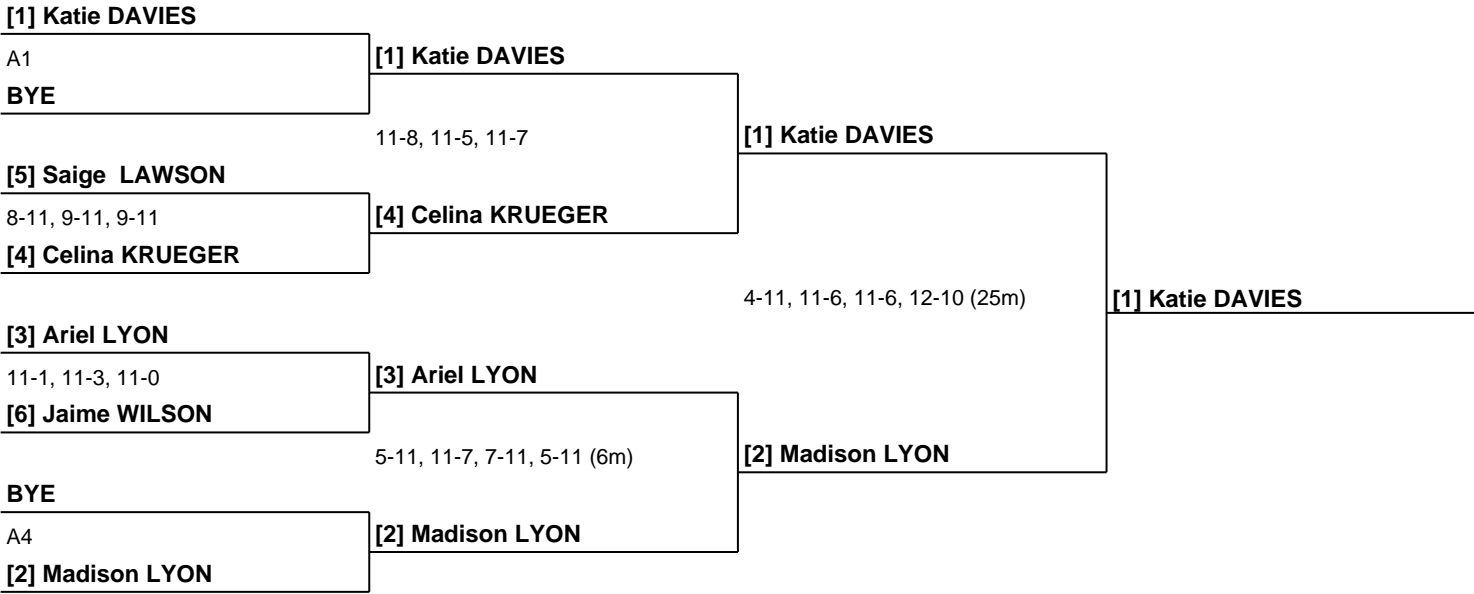 [1] Katie DAVIES
A1
[1] Katie DAVIES
BYE
11-8, 11-5, 11-7
[1] Katie DAVIES
[5] Saige  LAWSON
8-11, 9-11, 9-11
[4] Celina KRUEGER
[4] Celina KRUEGER
4-11, 11-6, 11-6, 12-10 (25m)
[1] Katie DAVIES
[3] Ariel LYON
11-1, 11-3, 11-0
[3] Ariel LYON
[6] Jaime WILSON
5-11, 11-7, 7-11, 5-11 (6m)
[2] Madison LYON
BYE
A4
[2] Madison LYON
[2] Madison LYON